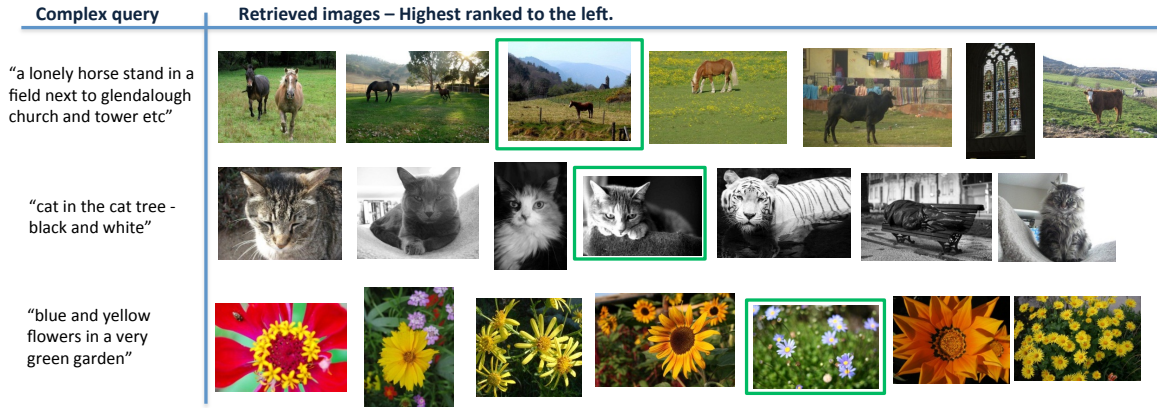 Complex query
Retrieved images – Highest ranked to the left.
“a lonely horse stand in a
field next to glendalough
church and tower etc”
“cat in the cat tree -
black and white”
“blue and yellow
flowers in a very
green garden”